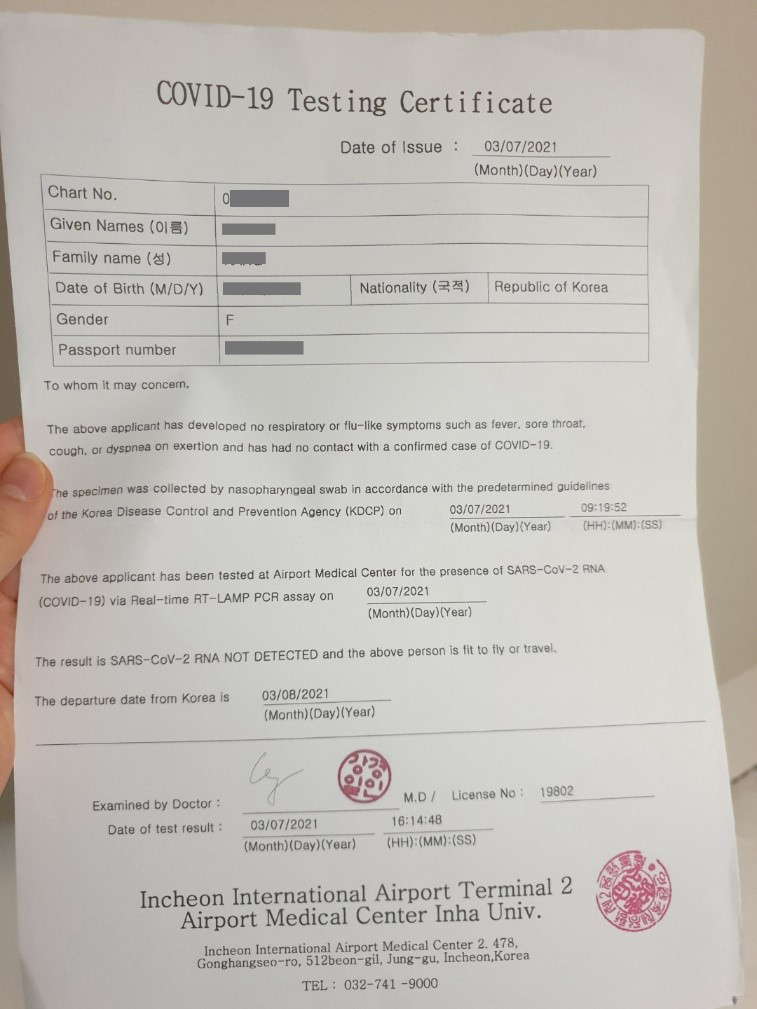 COVID-19 Testing Certificate
Date of Issue : 03/07/2021
(Month)(Day)(Year)
Chart No. 0
Given Names (이름)
Family name (성)
Date of Birth (M/D/Y) Nationality (국적) Republic of Korea
Gender F
Passport number
To whom it may concern.
The above applicant has developed no respiratory or flu-like symptoms such as fever, sore throat,
cough, or dyspnea on exertion and has had no contact with a confirmed case of COVID-19.
The specimen was collected by nasopharyngeal swab in accordance with the predetermined guidelines
of the Korea Disease Control and Prevention Agency (KDCP) on 03/07/2021 09:19:52
(Month)(Day)(Year) (HH):(MM):(SS)
The above applicant has been tested at Airport Medical Center for the presence of SARS-CoV-2 RNA
(COVID-19) via Real-time RT-LAMP PCR assay on 03/07/2021
(Month)(Day)(Year)
The result is SARS-CoV-2 RNA NOT DETECTED and the above person is fit to fly or travel.
The departure date from Korea is 03/08/2021
(Month)(Day)(Year)
Examined by Doctor : M.D / License No : 19802
Date of test result : 03/07/2021 16:14:48
(Month)(Day)(Year) (HH):(MM):(SS)
Incheon International Airport Terminal 2
Airport Medical Center Inha Univ.
Incheon International Airport Medical Center 2. 478,
Gonghangseo-ro, 512beon-gil, Jung-gu, Incheon,Korea
TEL : 032-741 -9000